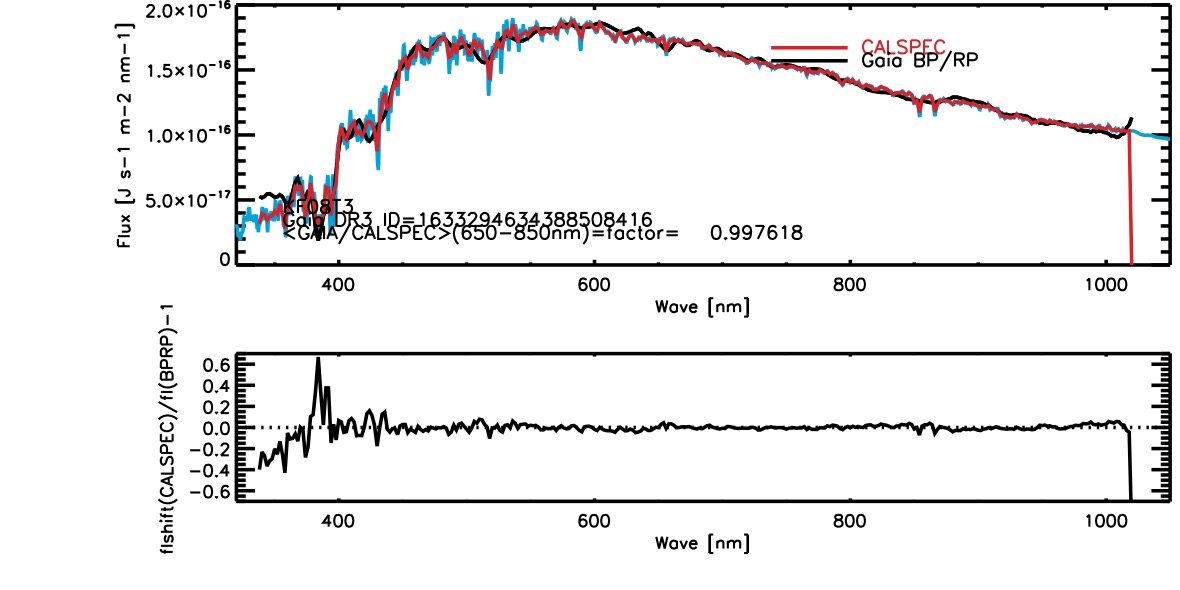 2.0×10−16
1.5×10−16
1.0×10−16
5.0×10−17
0
Flux [J s−1 m−2 nm−1]
CALSPEC
Gaia BP/RP
KF08T3
Gaia DR3 ID=1633294634388508416
<GAIA/CALSPEC>(650−850nm)=factor= 0.997618
400 600 800 1000
Wave [nm]
flshift(CALSPEC)/fl(BPRP)−1
0.6
0.4
0.2
0.0
−0.2
−0.4
−0.6
400 600 800 1000
Wave [nm]